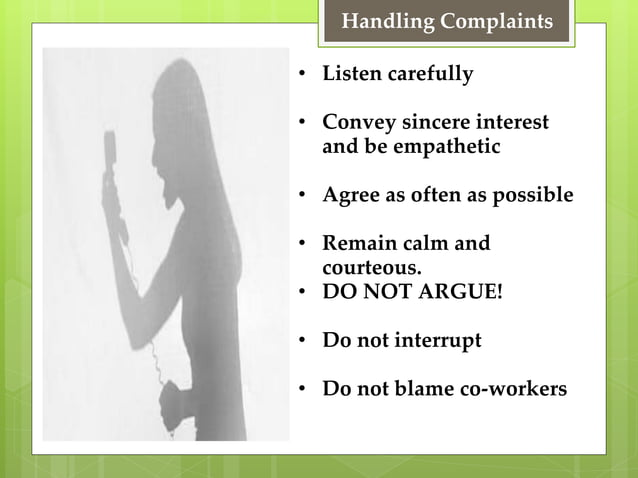 Handling Complaints
• Listen carefully
• Convey sincere interest
and be empathetic
• Agree as often as possible
• Remain calm and
courteous.
• DO NOT ARGUE!
• Do not interrupt
• Do not blame co-workers